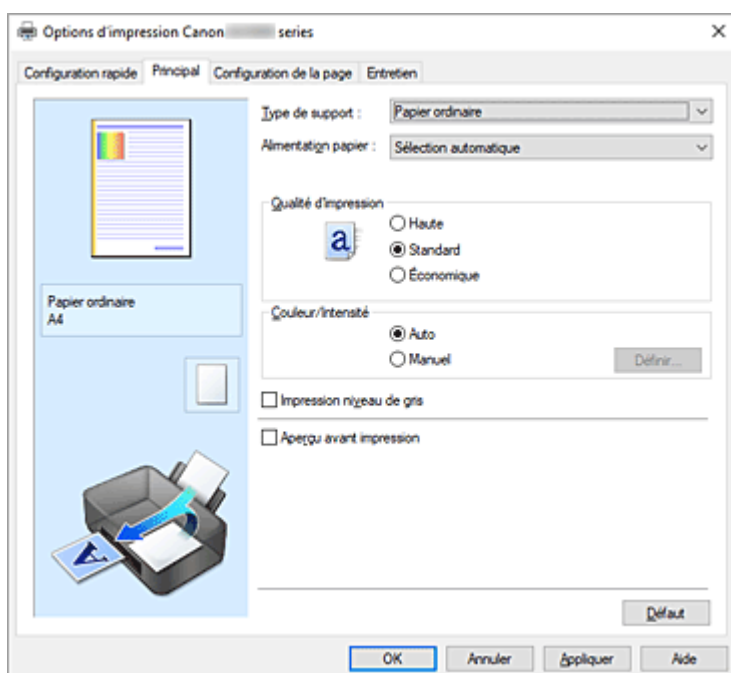 Options d'impression Canon series
Configuration rapide Principal Configuration de la page Entretien
Type de support : Papier ordinaire
Alimentation papier : Sélection automatique
Qualité d'impression
a
Haute
Standard
Économique
Papier ordinaire
A4
Couleur/Intensité
Auto
Manuel Définir...
Impression niveau de gris
Aperçu avant impression
A
Défaut
OK Annuler Appliquer Aide